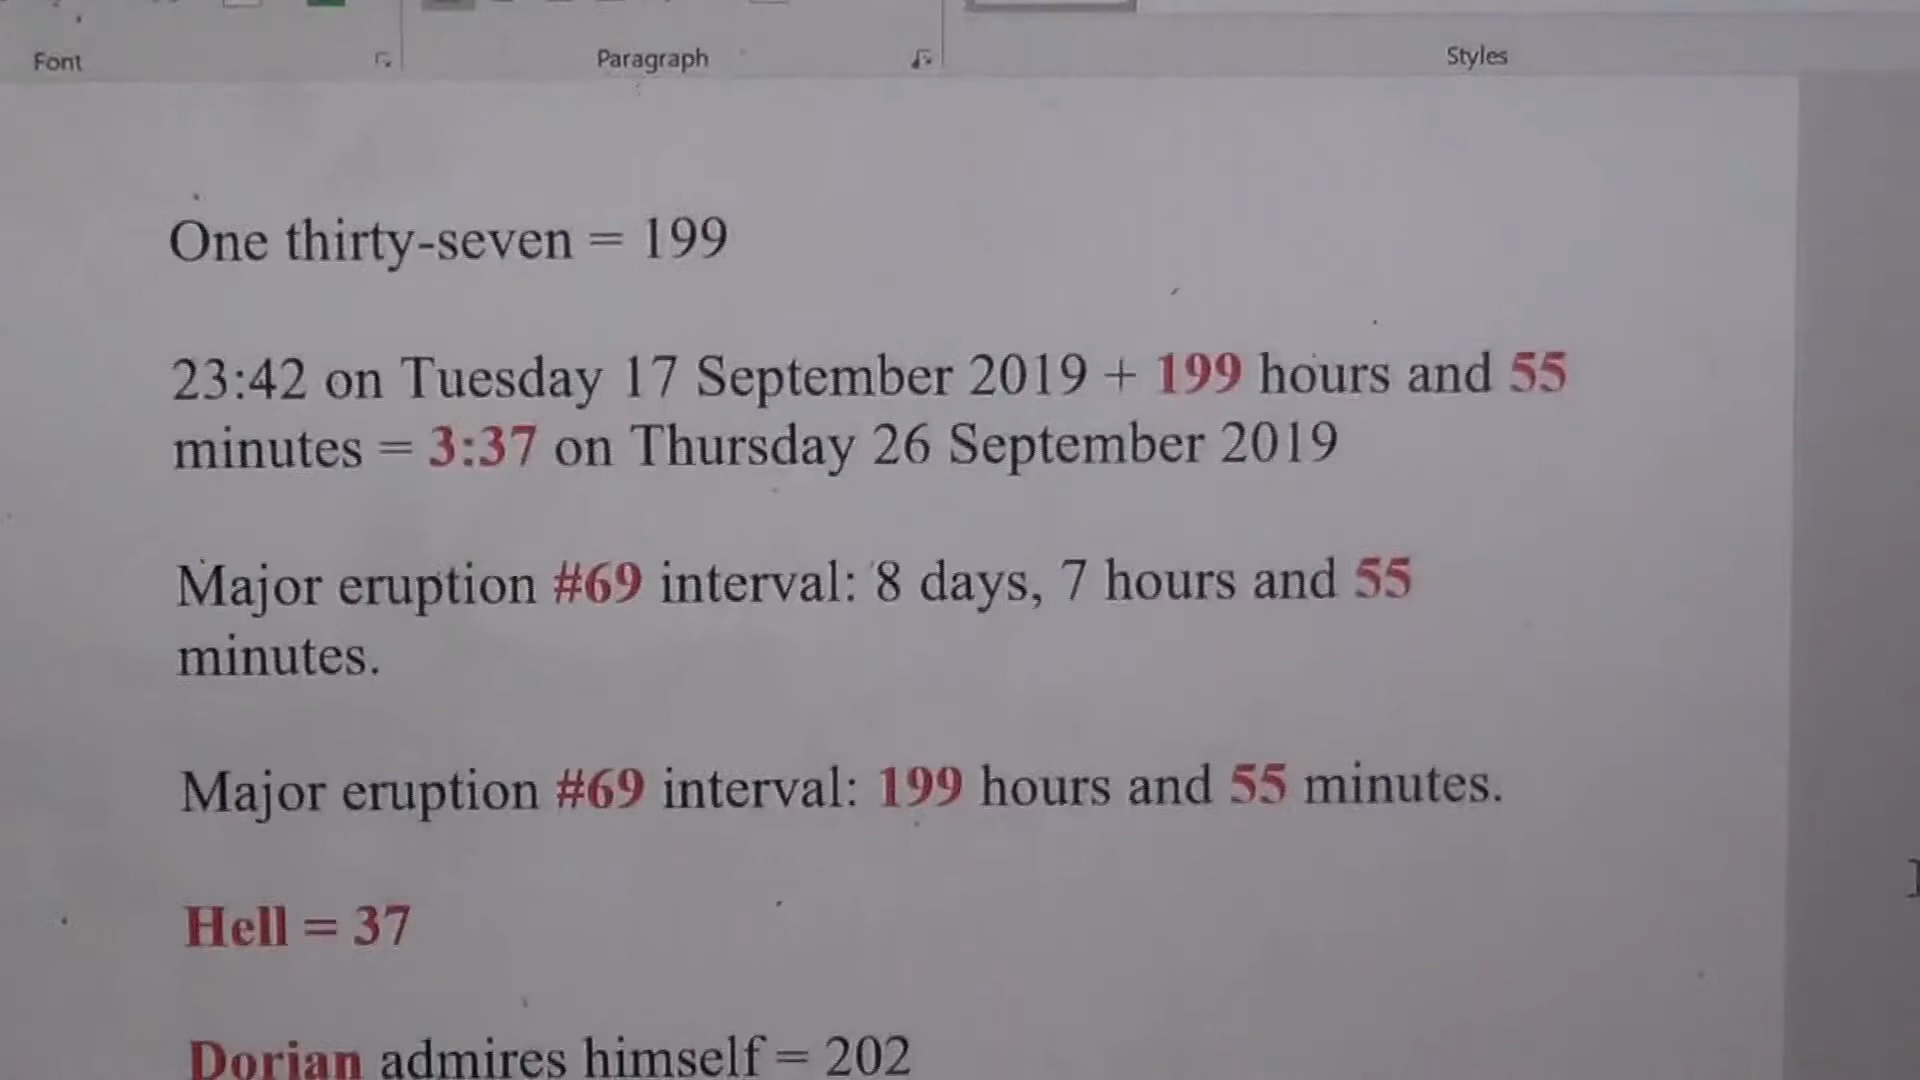 Font Paragraph Styles
One thirty-seven = 199
23:42 on Tuesday 17 September 2019 + 199 hours and 55
minutes = 3:37 on Thursday 26 September 2019
Major eruption #69 interval: 8 days, 7 hours and 55
minutes.
Major eruption #69 interval: 199 hours and 55 minutes.
Hell = 37
Dorian admires himself = 202